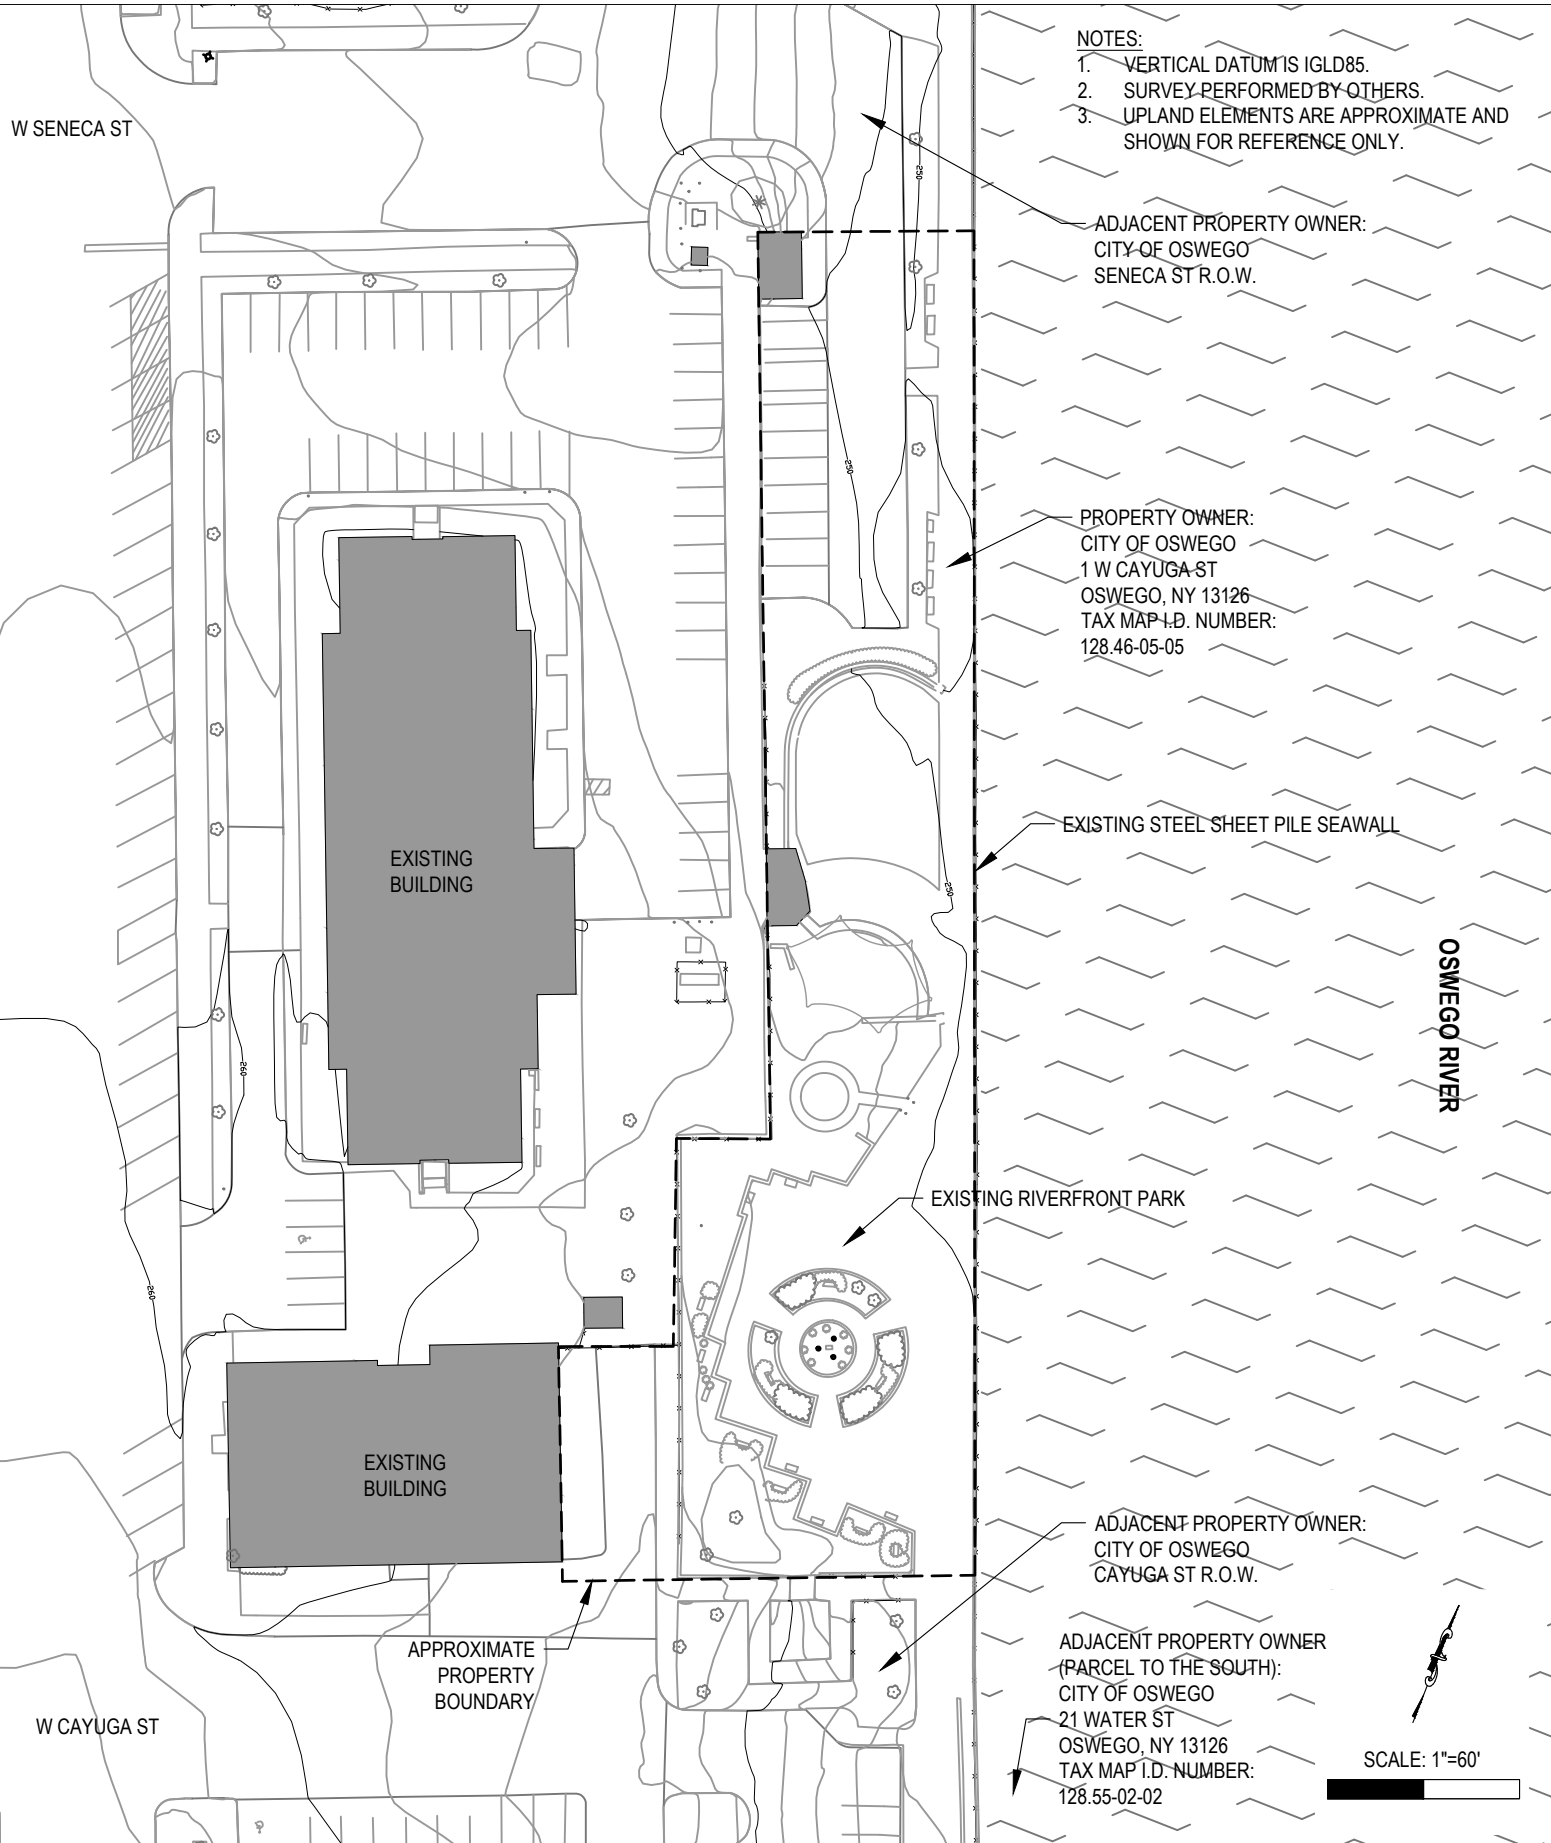 NOTES:
1. VERTICAL DATUM IS IGLD85.
2. SURVEY PERFORMED BY OTHERS.
3. UPLAND ELEMENTS ARE APPROXIMATE AND
SHOWN FOR REFERENCE ONLY.
W SENECA ST
250
ADJACENT PROPERTY OWNER:
CITY OF OSWEGO
SENECA ST R.O.W.
250
PROPERTY OWNER:
CITY OF OSWEGO
1 W CAYUGA ST
OSWEGO, NY 13126
TAX MAP I.D. NUMBER:
128.46-05-05
EXISTING STEEL SHEET PILE SEAWALL
EXISTING
BUILDING
250
OSWEGO RIVER
260
EXISTING RIVERFRONT PARK
260
EXISTING
BUILDING
ADJACENT PROPERTY OWNER:
CITY OF OSWEGO
CAYUGA ST R.O.W.
APPROXIMATE
PROPERTY
BOUNDARY
ADJACENT PROPERTY OWNER
(PARCEL TO THE SOUTH):
CITY OF OSWEGO
21 WATER ST
OSWEGO, NY 13126
TAX MAP I.D. NUMBER:
128.55-02-02
W CAYUGA ST
SCALE: 1"=60'